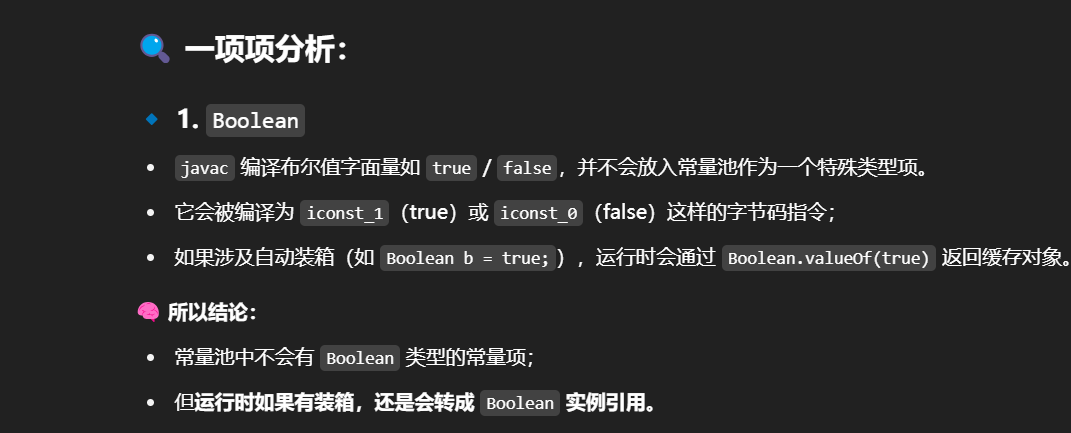 🔍 一项项分析：
🔹 1. Boolean
• javac 编译布尔值字面量如 true / false，并不会放入常量池作为一个特殊类型项。
• 它会被编译为 iconst_1（true）或 iconst_0（false）这样的字节码指令；
• 如果涉及自动装箱（如 Boolean b = true;），运行时会通过 Boolean.valueOf(true) 返回缓存对象。
🧠 所以结论：
• 常量池中不会有 Boolean 类型的常量项；
• 但运行时如果有装箱，还是会转成 Boolean 实例引用。